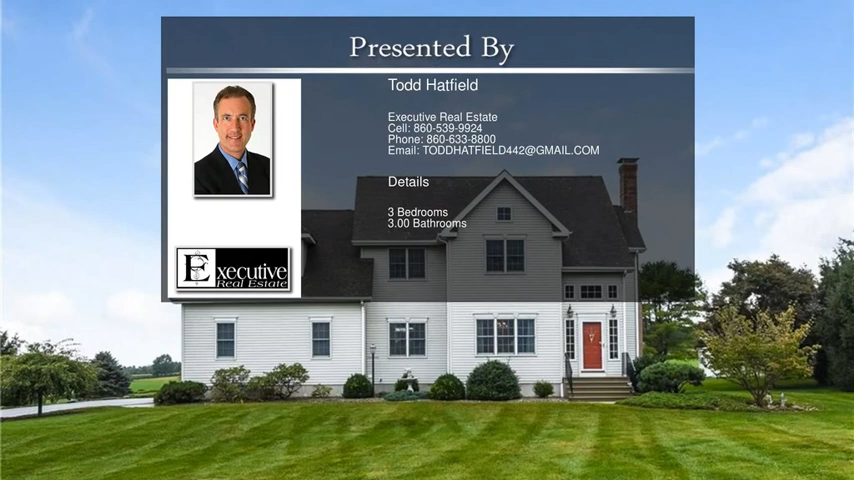 Presented By
Todd Hatfield
Executive Real Estate
Cell: 860-539-9924
Phone: 860-633-8800
Email: TODDHATFIELD442@GMAIL.COM
Details
3 Bedrooms
3.00 Bathrooms
Executive
Real Estate